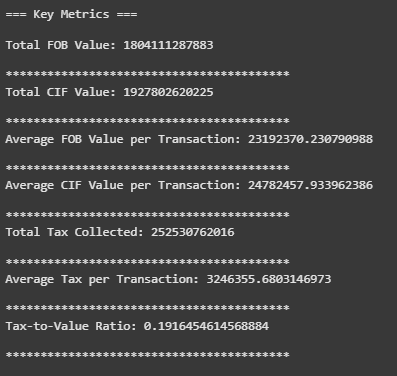 === Key Metrics ===
Total FOB Value: 1804111287883
*****************************************
Total CIF Value: 1927802620225
*****************************************
Average FOB Value per Transaction: 23192370.230790988
*****************************************
Average CIF Value per Transaction: 24782457.933962386
*****************************************
Total Tax Collected: 252530762016
*****************************************
Average Tax per Transaction: 3246355.6803146973
*****************************************
Tax-to-Value Ratio: 0.1916454614568884
*****************************************